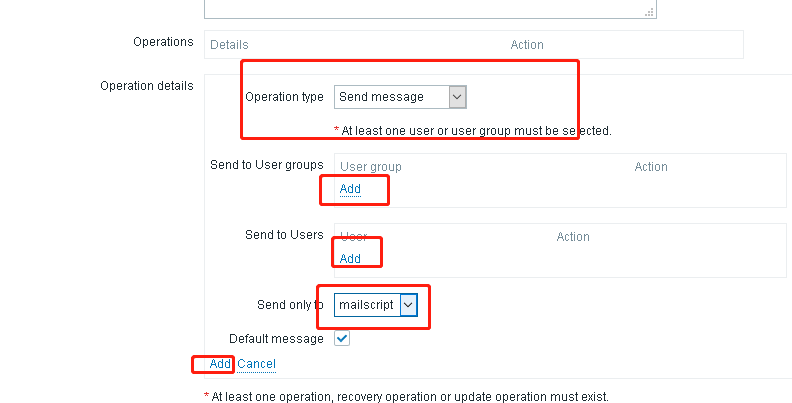 Operations Details Action
Operation details
Operation type Send message
* At least one user or user group must be selected.
Send to User groups User group Action
Add
Send to Users User Action
Add
Send only to mailscript
Default message
Add Cancel
* At least one operation, recovery operation or update operation must exist.